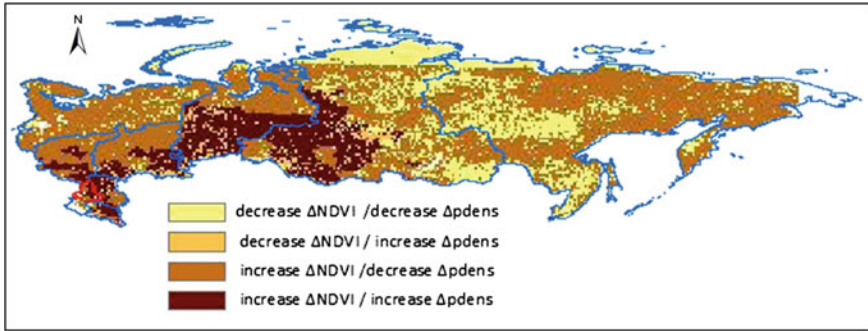 N
decrease ΔNDVI /decrease Δpdens
decrease ΔNDVI / increase Δpdens
increase ΔNDVI /decrease Δpdens
increase ΔNDVI / increase Δpdens